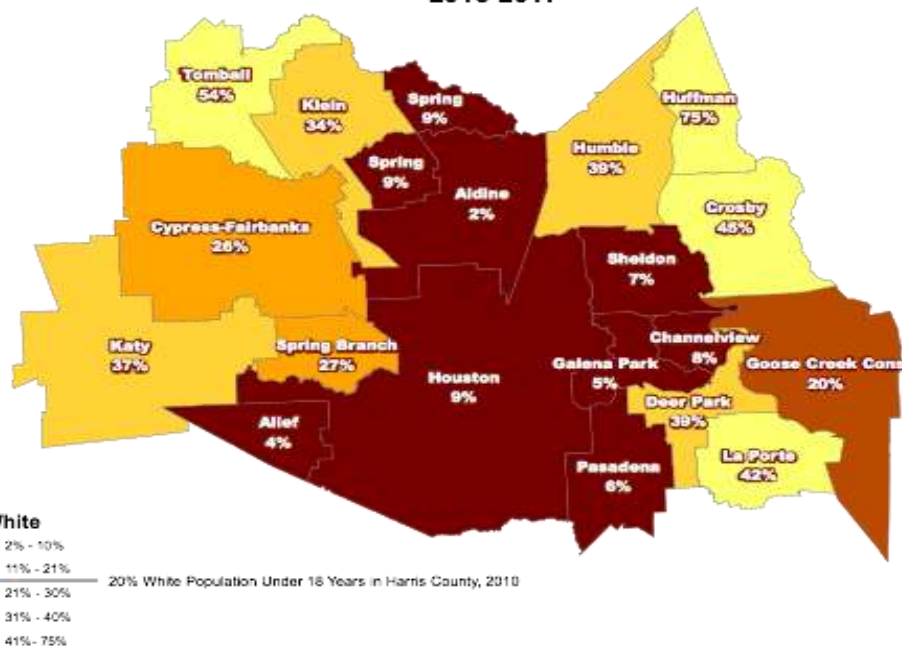 Tomball
54%
Klein
34%
Spring
9%
Huffman
75%
Humble
39%
Spring
9%
Aldine
2%
Crosby
45%
Cypress-Fairbanks
26%
Sheldon
7%
Katy
37%
Spring Branch
27%
Houston
9%
Galena Park
5%
Channelview
8%
Goose Creek Cons
20%
Deer Park
39%
Alief
4%
Pasadena
6%
La Porte
42%
White
2% - 10%
11% - 21%
20% White Population Under 18 Years in Harris County, 2010
21% - 30%
31% - 40%
41%- 75%